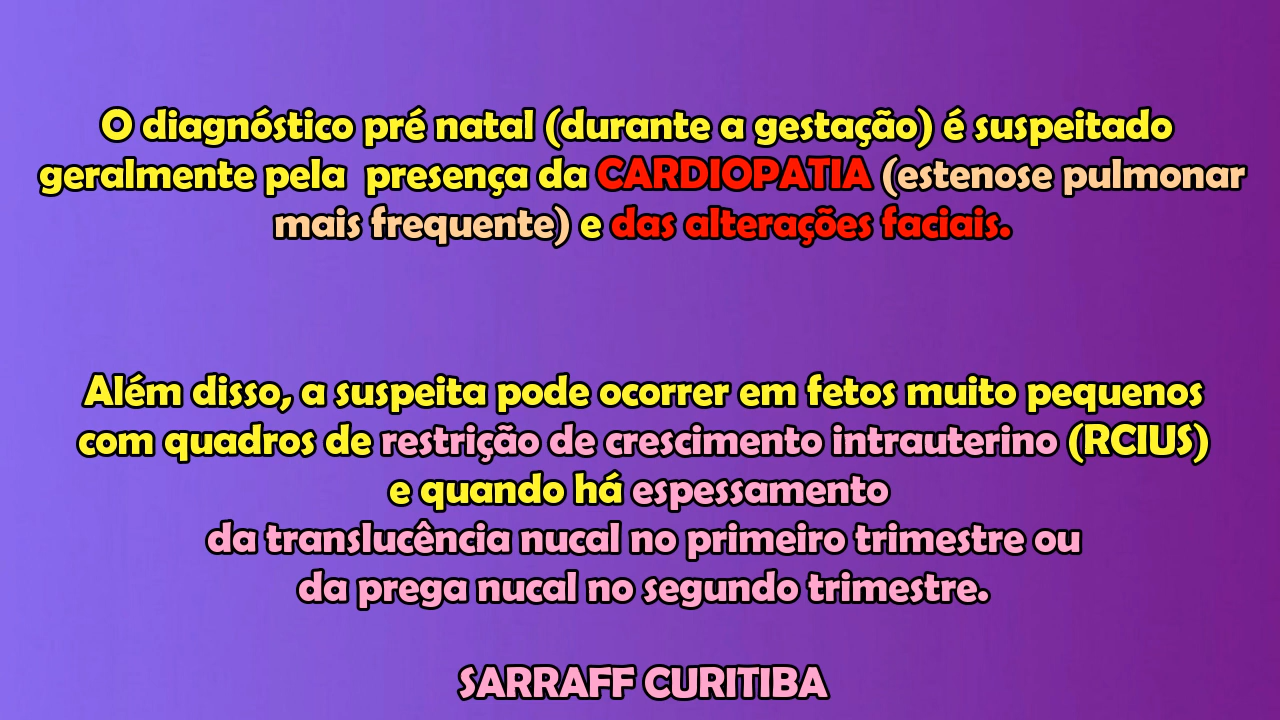 O diagnóstico pré natal (durante a gestação) é suspeitado
geralmente pela  presença da CARDIOPATIA (estenose pulmonar
mais frequente) e das alterações faciais.
Além disso, a suspeita pode ocorrer em fetos muito pequenos
com quadros de restrição de crescimento intrauterino (RCIUS)
e quando há espessamento
da translucência nucal no primeiro trimestre ou
da prega nucal no segundo trimestre.
SARRAFF CURITIBA